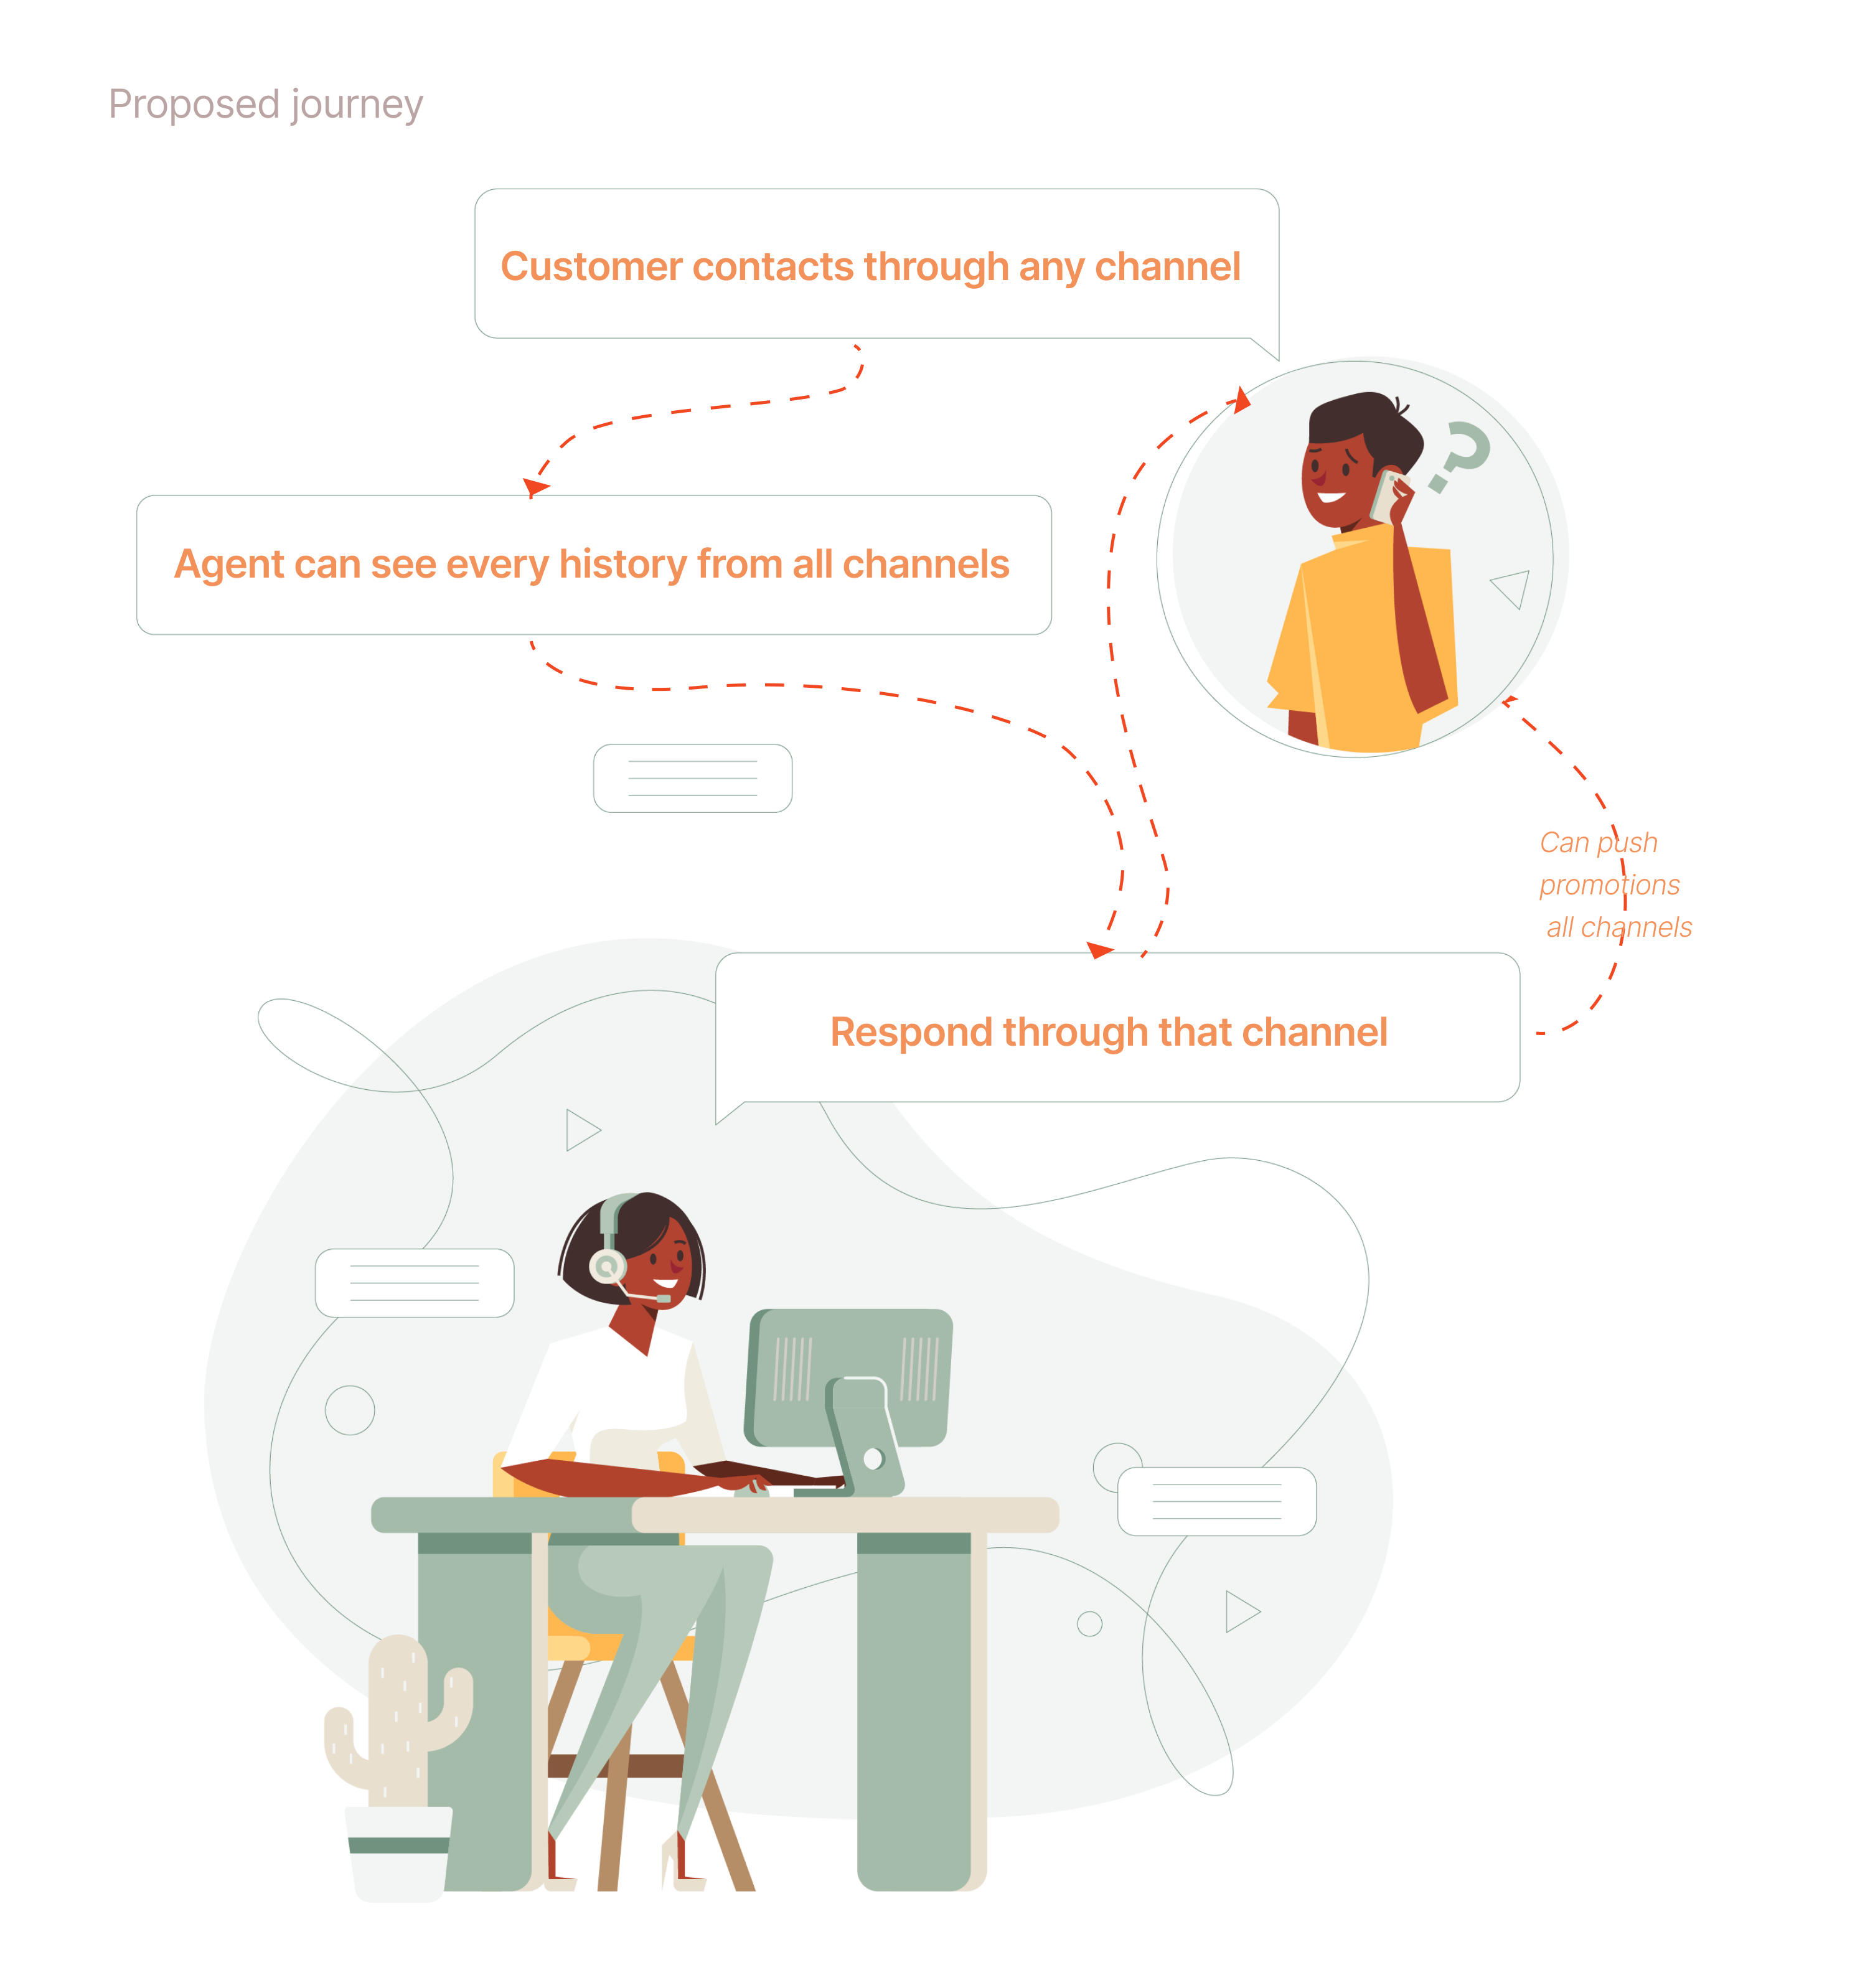 Proposed journey
Customer contacts through any channel
Agent can see every history from all channels
Can push
promotions
all channels
Respond through that channel